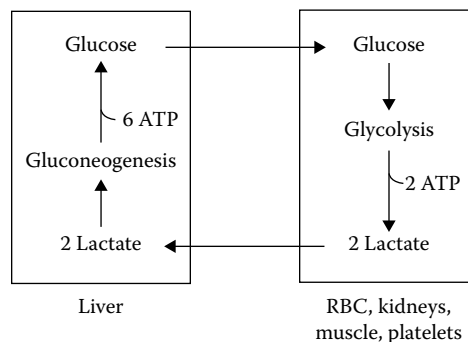 Glucose
6 ATP
Gluconeogenesis
2 Lactate
Liver
Glucose
Glycolysis
2 ATP
2 Lactate
RBC, kidneys,
muscle, platelets